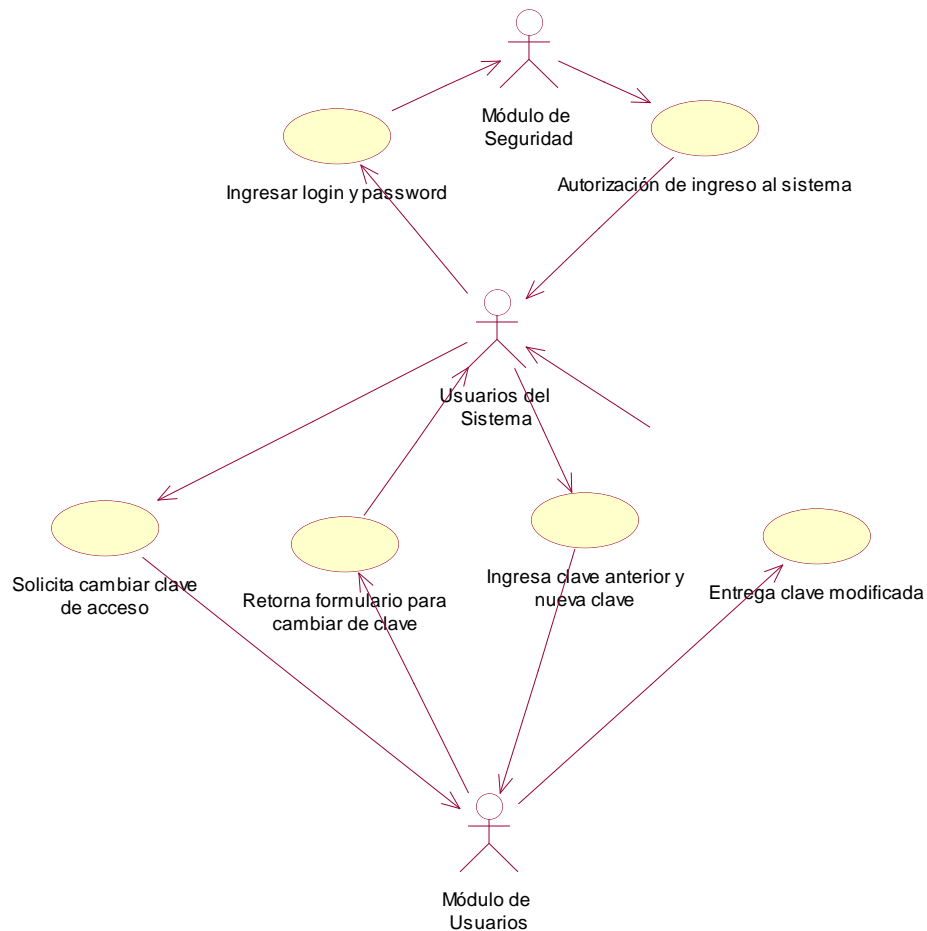 Módulo de
Seguridad
Ingresar login y password
Autorización de ingreso al sistema
Usuarios del
Sistema
Solicita cambiar clave
de acceso
Retorna formulario para
cambiar de clave
Ingresa clave anterior y
nueva clave
Entrega clave modificada
Módulo de
Usuarios